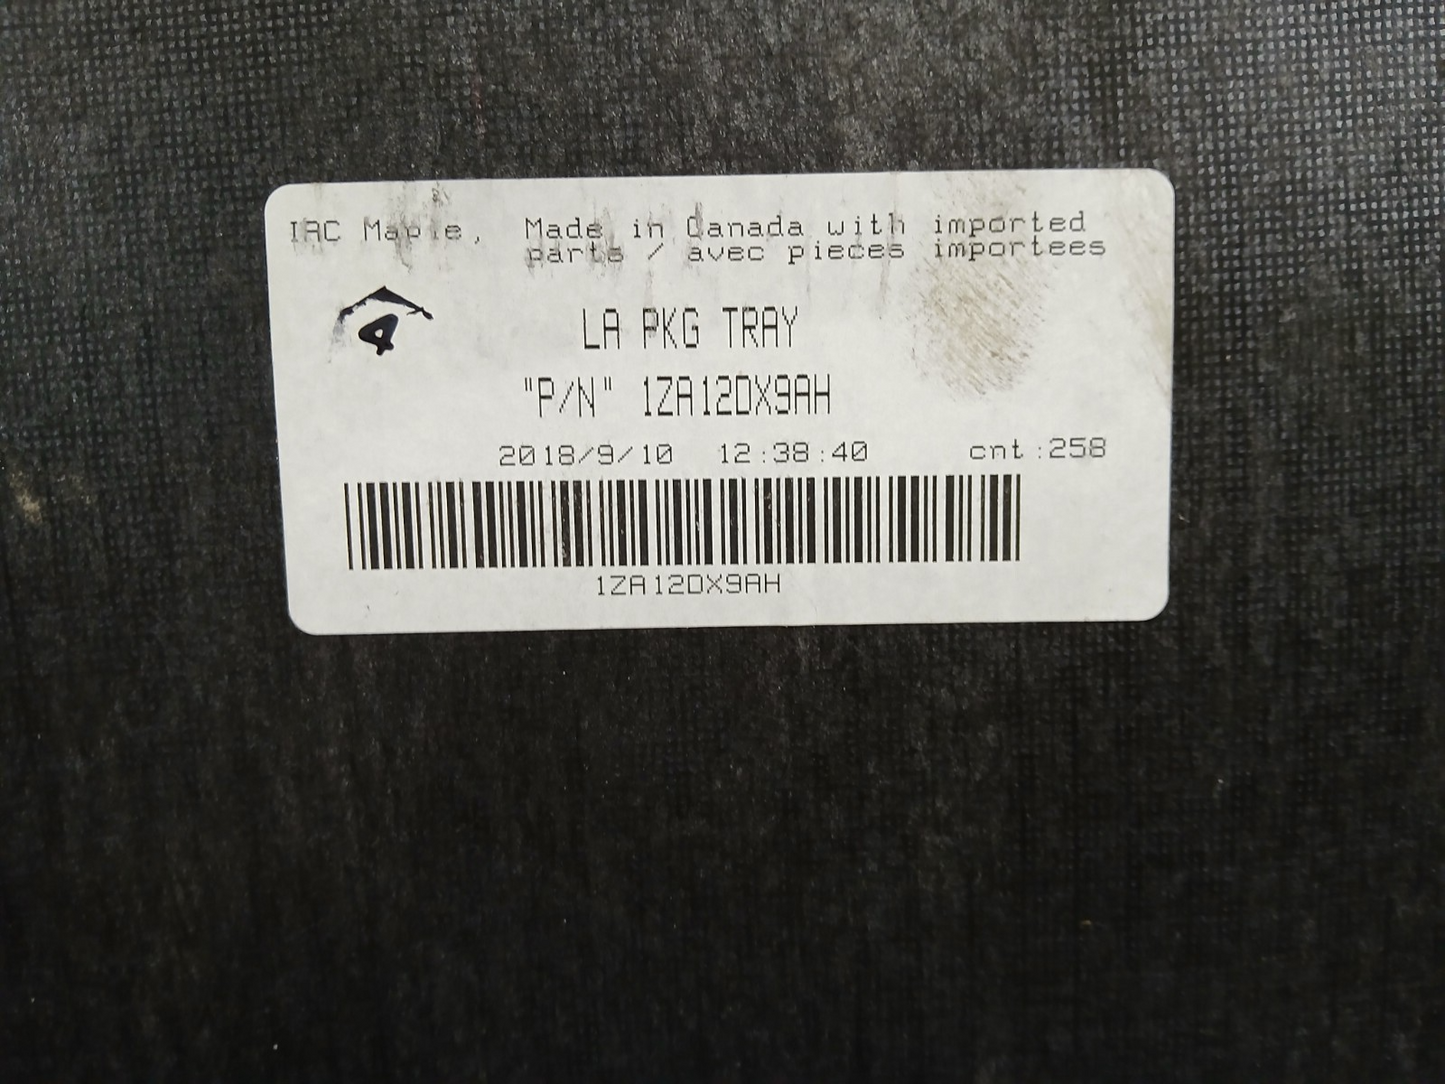 IAC Maple, Made in Canada with imported
parts / avec pieces importees
4
LA PKG TRAY
"P/N" 1ZA12DX9AH
2018/9/10 12:38:40 cnt:258
1ZA12DX9AH